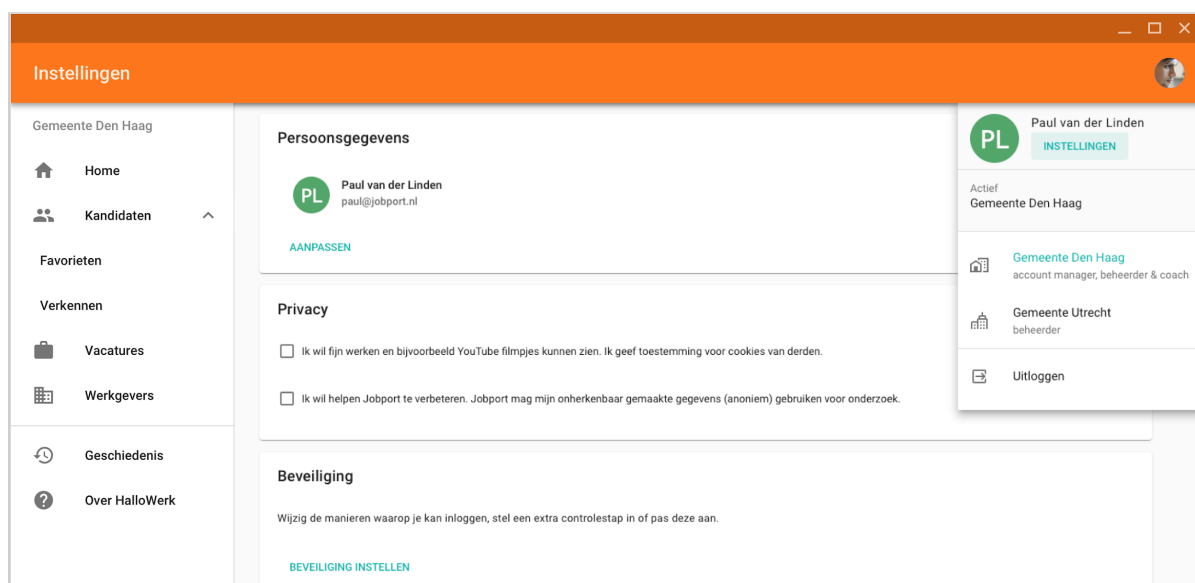 Instellingen
Gemeente Den Haag
Home
Kandidaten
Favorieten
Verkennen
Vacatures
Werkgevers
Geschiedenis
Over HalloWerk
Persoonsgegevens
PL
Paul van der Linden
paul@jobport.nl
AANPASSEN
Privacy
Ik wil fijn werken en bijvoorbeeld YouTube filmpjes kunnen zien. Ik geef toestemming voor cookies van derden.
Ik wil helpen Jobport te verbeteren. Jobport mag mijn onherkenbaar gemaakte gegevens (anoniem) gebruiken voor onderzoek.
Beveiliging
Wijzig de manieren waarop je kan inloggen, stel een extra controlestap in of pas deze aan.
BEVEILIGING INSTELLEN
PL
Paul van der Linden
INSTELLINGEN
Actief
Gemeente Den Haag
Gemeente Den Haag
account manager, beheerder & coach
Gemeente Utrecht
beheerder
Uitloggen